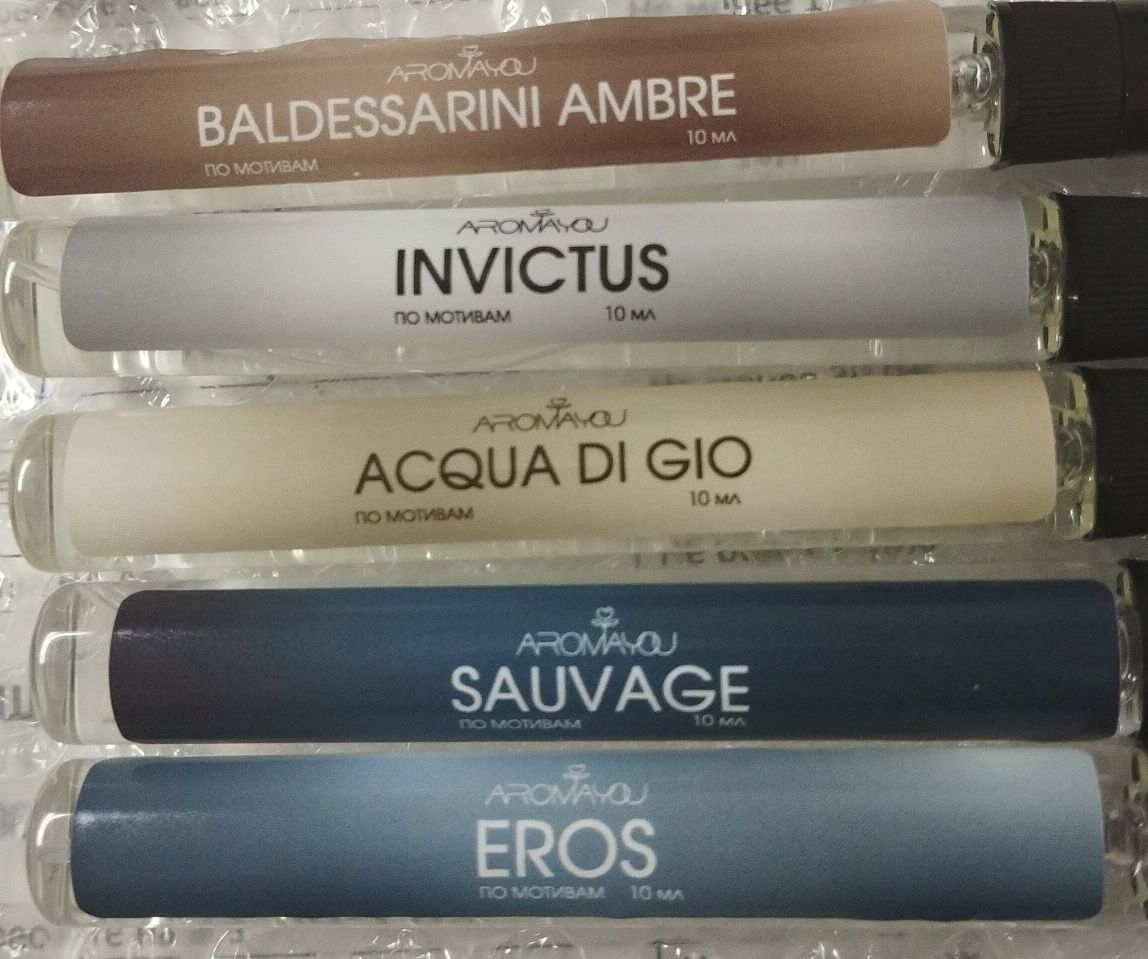 AROMAYOU
BALDESSARINI AMBRE
ПО МОТИВАМ 10 МЛ
AROMAYOU
INVICTUS
ПО МОТИВАМ 10 МЛ
AROMAYOU
ACQUA DI GIO
ПО МОТИВАМ 10 МЛ
AROMAYOU
SAUVAGE
ПО МОТИВАМ 10 МЛ
AROMAYOU
EROS
ПО МОТИВАМ 10 МЛ